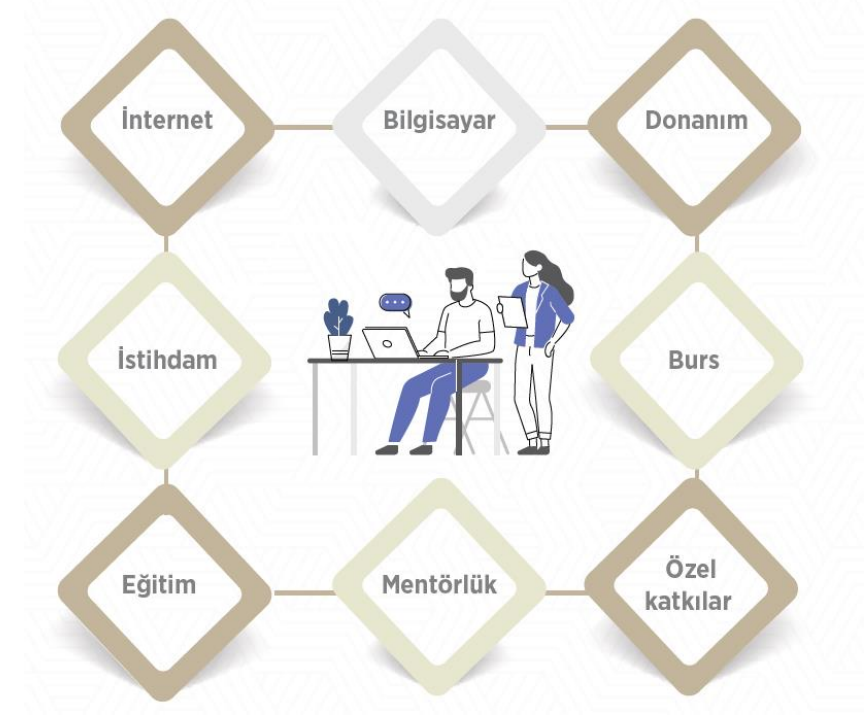 İnternet
Bilgisayar
Donanım
İstihdam
Burs
Eğitim
Mentörlük
Özel
katkılar